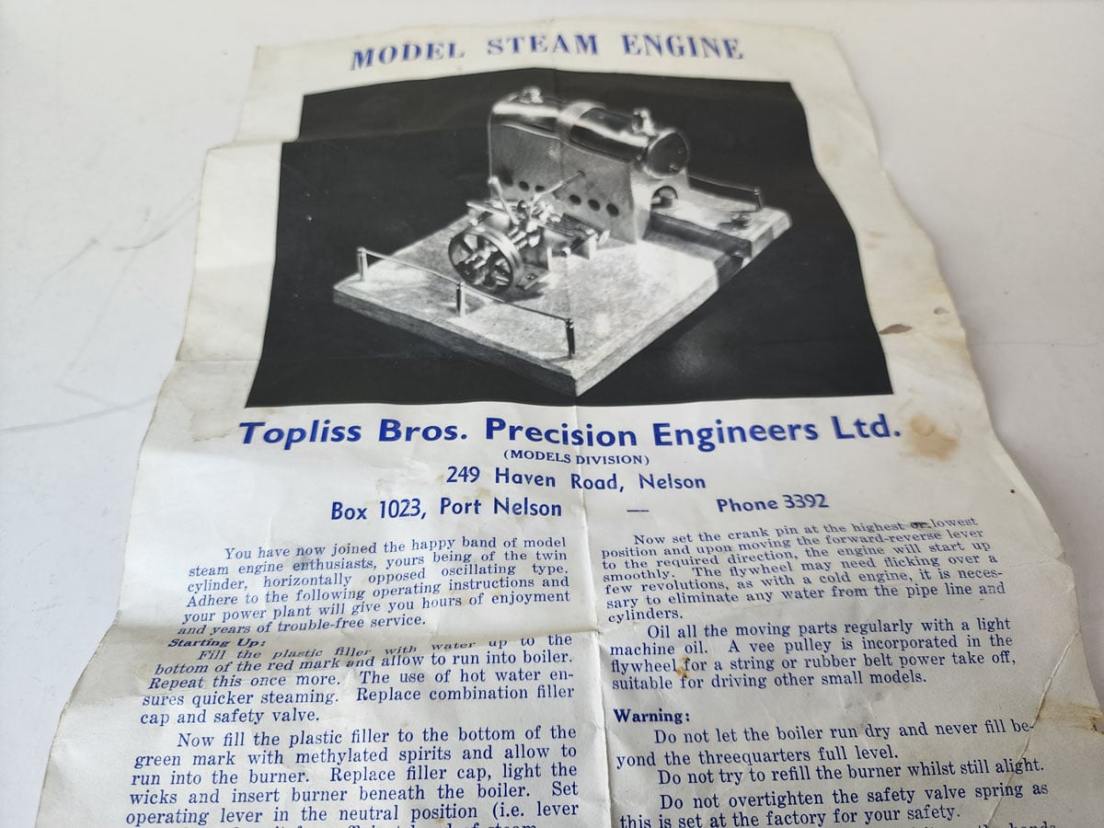 MODEL STEAM ENGINE
Topliss Bros. Precision Engineers Ltd.
(MODELS DIVISION)
249 Haven Road, Nelson
Box 1023, Port Nelson — Phone 3392
You have now joined the happy band of model
steam engine enthusiasts, yours being of the twin
cylinder, horizontally opposed oscillating type.
Adhere to the following operating instructions and
your power plant will give you hours of enjoyment
and years of trouble-free service.
Starting Up:
Fill the plastic filler with water up to the
bottom of the red mark and allow to run into boiler.
Repeat this once more. The use of hot water en-
sures quicker steaming. Replace combination filler
cap and safety valve.
Now fill the plastic filler to the bottom of the
green mark with methylated spirits and allow to
run into the burner. Replace filler cap, light the
wicks and insert burner beneath the boiler. Set
operating lever in the neutral position (i.e. lever
Now set the crank pin at the highest or lowest
position and upon moving the forward-reverse lever
to the required direction, the engine will start up
smoothly. The flywheel may need flicking over a
few revolutions, as with a cold engine, it is neces-
sary to eliminate any water from the pipe line and
cylinders.
Oil all the moving parts regularly with a light
machine oil. A vee pulley is incorporated in the
flywheel for a string or rubber belt power take off,
suitable for driving other small models.
Warning:
Do not let the boiler run dry and never fill be-
yond the threequarters full level.
Do not try to refill the burner whilst still alight.
Do not overtighten the safety valve spring as
this is set at the factory for your safety.